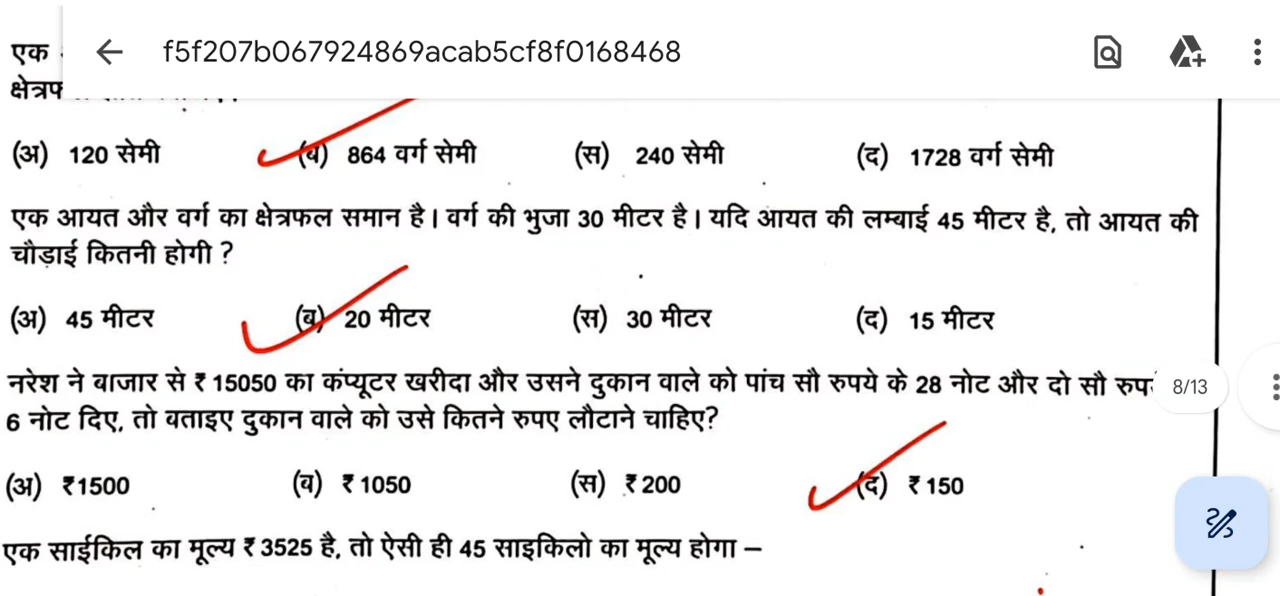 f5f207b067924869acab5cf8f0168468
एक
(अ) 120 सेमी (ब) 864 वर्ग सेमी (स) 240 सेमी (द) 1728 वर्ग सेमी
एक आयत और वर्ग का क्षेत्रफल समान है। वर्ग की भुजा 30 मीटर है। यदि आयत की लम्बाई 45 मीटर है, तो आयत की
चौड़ाई कितनी होगी ?
(अ) 45 मीटर (ब) 20 मीटर (स) 30 मीटर (द) 15 मीटर
नरेश ने बाजार से ₹ 15050 का कंप्यूटर खरीदा और उसने दुकान वाले को पांच सौ रुपये के 28 नोट और दो सौ 8/13
6 नोट दिए, तो बताइए दुकान वाले को उसे कितने रुपए लौटाने चाहिए?
(अ) ₹1500 (ब) ₹ 1050 (स) ₹ 200 (द) ₹ 150
एक साईकिल का मूल्य ₹ 3525 है, तो ऐसी ही 45 साइकिलो का मूल्य होगा –